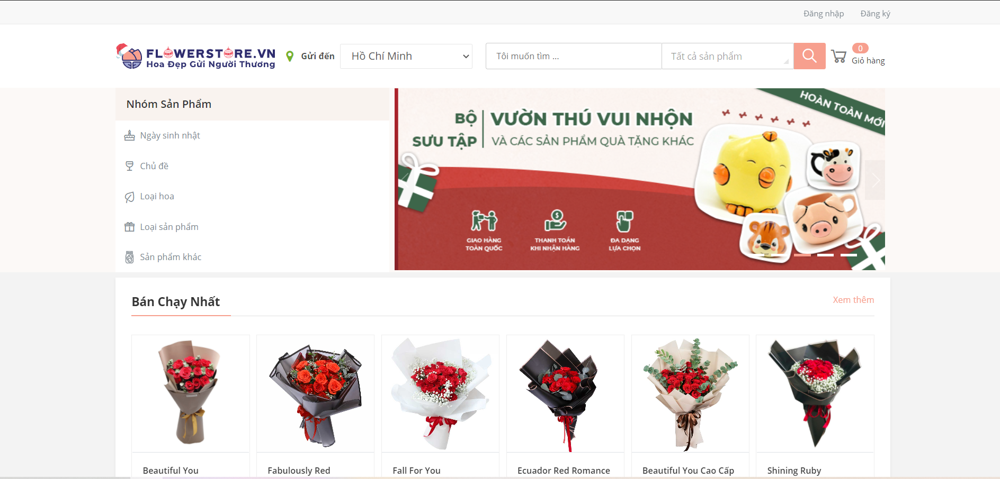 Đăng nhập Đăng ký
FLOWERSTORE.VN
Hoa Đẹp Gửi Người Thương
Gửi đến
Hồ Chí Minh
Tôi muốn tìm ...
Tất cả sản phẩm
0
Giỏ hàng
Nhóm Sản Phẩm
Ngày sinh nhật
Chủ đề
Loại hoa
Loại sản phẩm
Sản phẩm khác
HOÀN TOÀN MỚI
BỘ
SƯU TẬP
VƯỜN THÚ VUI NHỘN
VÀ CÁC SẢN PHẨM QUÀ TẶNG KHÁC
GIAO HÀNG
TOÀN QUỐC
THANH TOÁN
KHI NHẬN HÀNG
ĐA DẠNG
LỰA CHỌN
Bán Chạy Nhất
Xem thêm
Beautiful You
Fabulously Red
Fall For You
Ecuador Red Romance
Beautiful You Cao Cấp
Shining Ruby